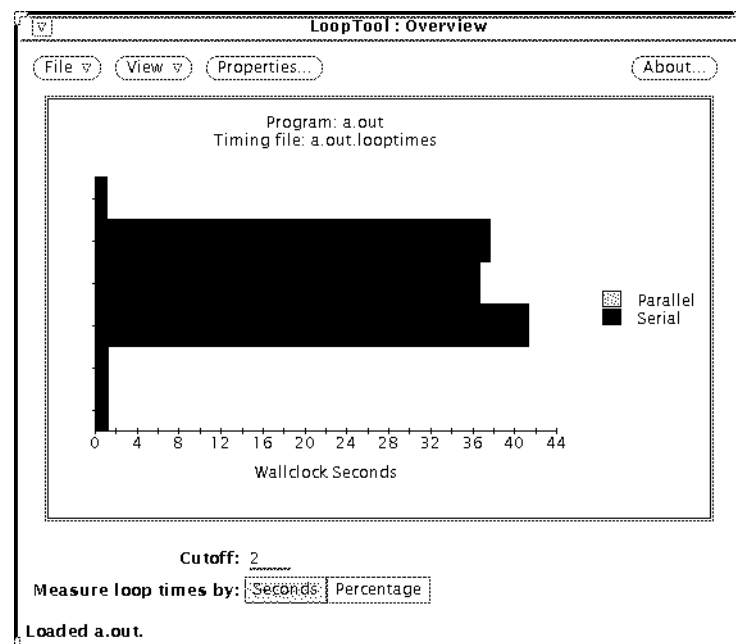 LoopTool : Overview
File View Properties... About...
Program: a.out
Timing file: a.out.looptimes
Parallel
Serial
0 4 8 12 16 20 24 28 32 36 40 44
Wallclock Seconds
Cutoff: 2
Measure loop times by: Seconds Percentage
Loaded a.out.